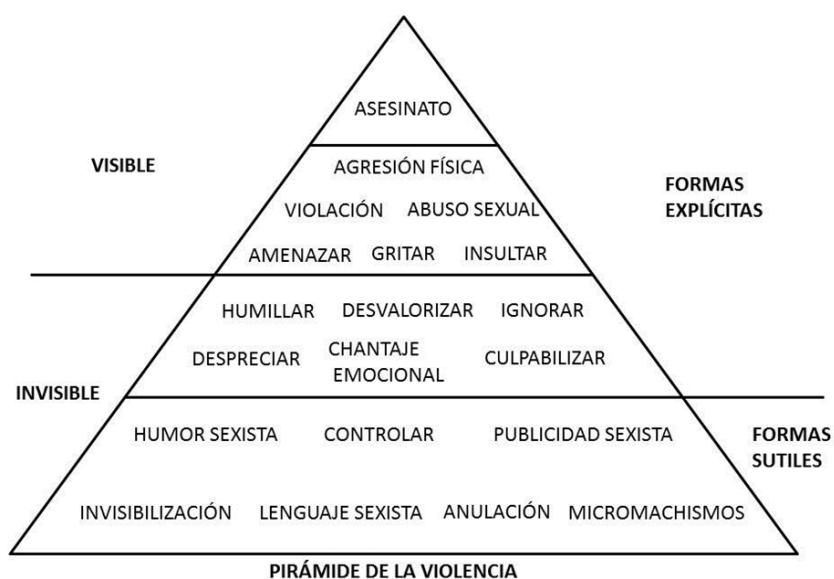 ASESINATO
VISIBLE
AGRESIÓN FÍSICA
FORMAS
EXPLÍCITAS
VIOLACIÓN ABUSO SEXUAL
AMENAZAR GRITAR INSULTAR
HUMILLAR DESVALORIZAR IGNORAR
DESPRECIAR CHANTAJE
EMOCIONAL CULPABILIZAR
INVISIBLE
HUMOR SEXISTA CONTROLAR PUBLICIDAD SEXISTA
FORMAS
SUTILES
INVISIBILIZACIÓN LENGUAJE SEXISTA ANULACIÓN MICROMACHISMOS
PIRÁMIDE DE LA VIOLENCIA